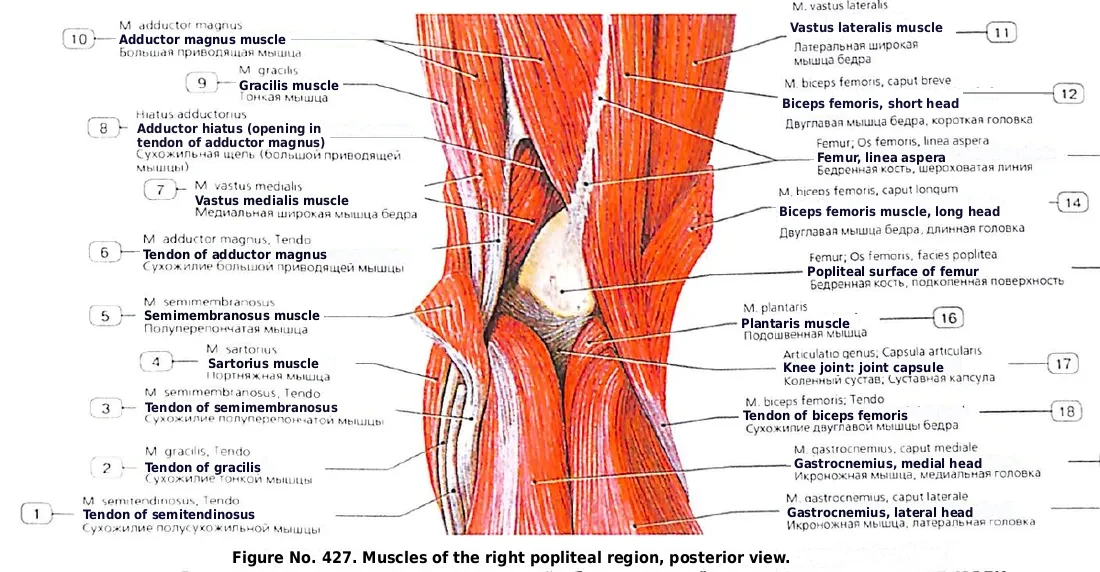 M. adductor magnus
10
Adductor magnus muscle
Большая приводящая мышца
M. gracilis
9
Gracilis muscle
Тонкая мышца
Hiatus adductorius
8
Adductor hiatus (opening in
tendon of adductor magnus)
Сухожильная щель (большой приводящей
мышцы)
7
M. vastus medialis
Vastus medialis muscle
Медиальная широкая мышца бедра
M. adductor magnus, Tendo
6
Tendon of adductor magnus
Сухожилие большой приводящей мышцы
M. semimembranosus
5
Semimembranosus muscle
Полуперепончатая мышца
M. sartorius
4
Sartorius muscle
Портняжная мышца
M. semimembranosus, Tendo
3
Tendon of semimembranosus
Сухожилие полуперепончатой мышцы
M. gracilis, Tendo
2
Tendon of gracilis
Сухожилие тонкой мышцы
M. semitendinosus, Tendo
1
Tendon of semitendinosus
Сухожилие полусухожильной мышцы
M. vastus lateralis
Vastus lateralis muscle
11
Латеральная широкая
мышца бедра
M. biceps femoris, caput breve
12
Biceps femoris, short head
Двуглавая мышца бедра, короткая головка
Femur; Os femoris, linea aspera
Femur, linea aspera
Бедренная кость, шероховатая линия
M. biceps femoris, caput longum
14
Biceps femoris muscle, long head
Двуглавая мышца бедра, длинная головка
Femur; Os femoris, facies poplitea
Popliteal surface of femur
Бедренная кость, подколенная поверхность
M. plantaris
16
Plantaris muscle
Подошвенная мышца
Articulatio genus; Capsula articularis
17
Knee joint: joint capsule
Коленный сустав; Суставная капсула
M. biceps femoris; Tendo
18
Tendon of biceps femoris
Сухожилие двуглавой мышцы бедра
M. gastrocnemius, caput mediale
Gastrocnemius, medial head
Икроножная мышца, медиальная головка
M. gastrocnemius, caput laterale
Gastrocnemius, lateral head
Икроножная мышца, латеральная головка
Figure No. 427. Muscles of the right popliteal region, posterior view.